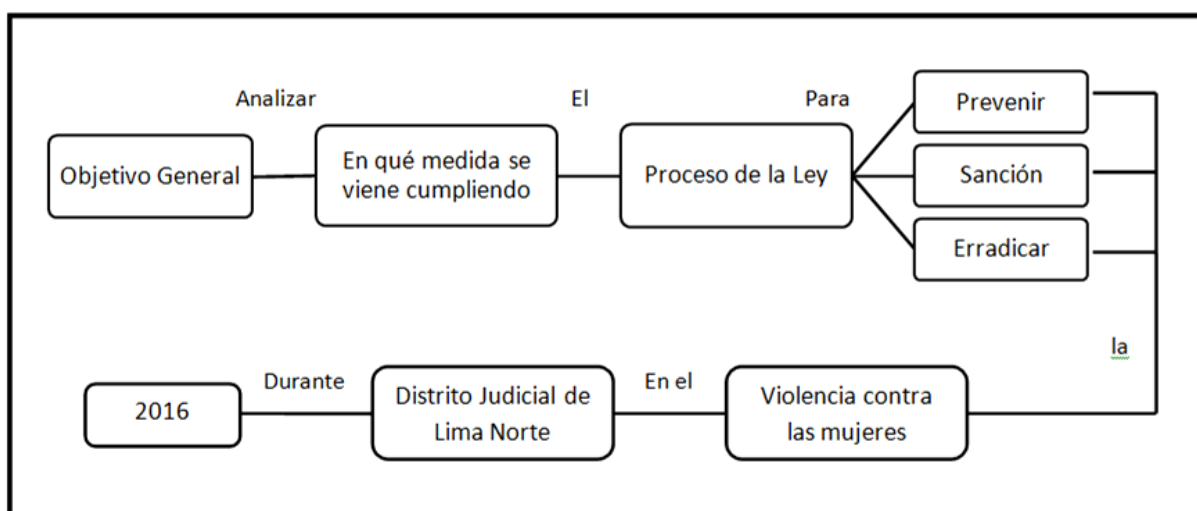 Analizar
El
Para
Objetivo General
En qué medida se
viene cumpliendo
Proceso de la Ley
Prevenir
Sanción
Erradicar
la
Violencia contra
las mujeres
En el
Distrito Judicial de
Lima Norte
Durante
2016